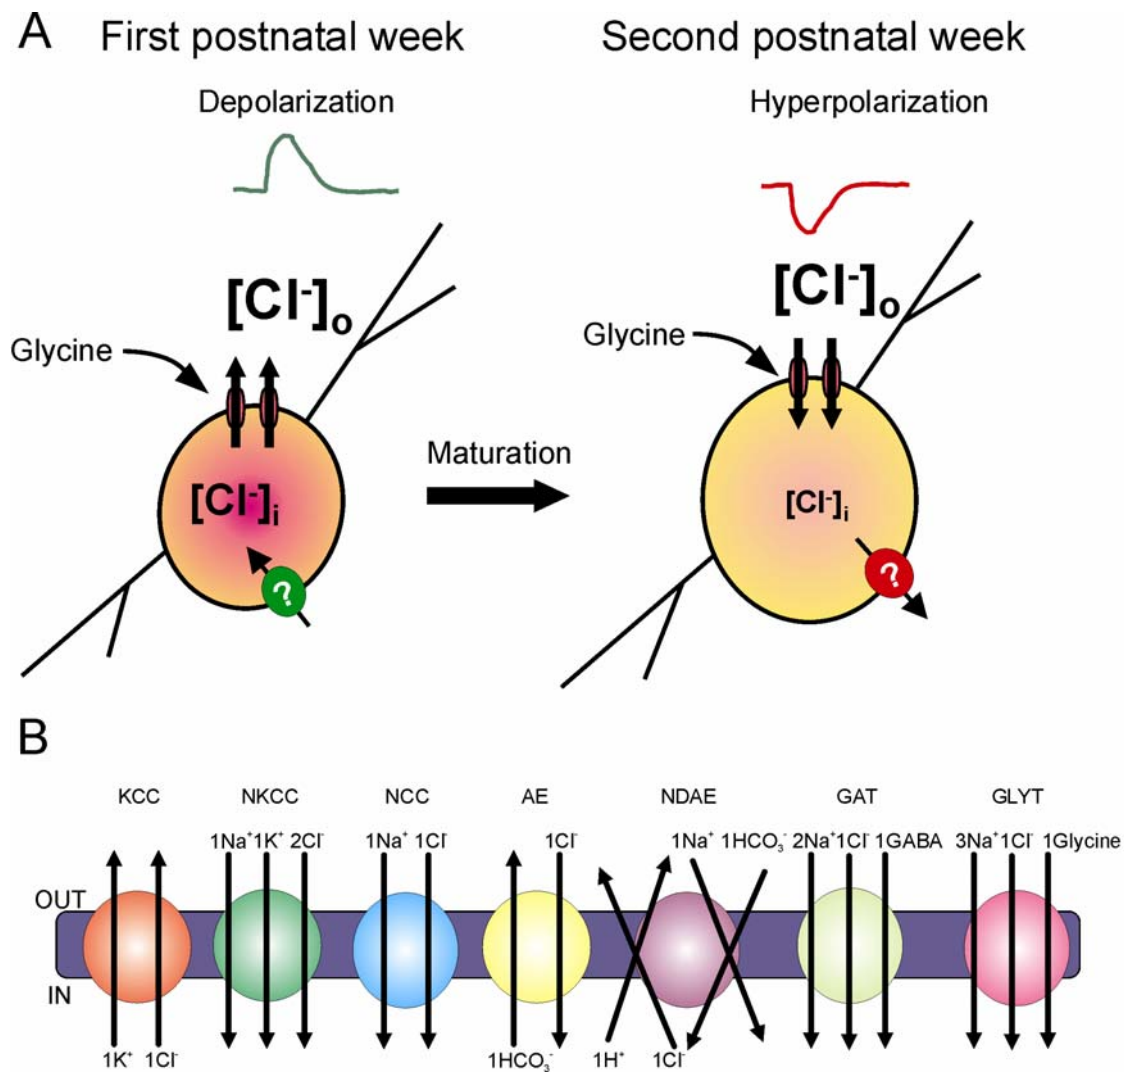 A
First postnatal week
Second postnatal week
Depolarization
Hyperpolarization
[Cl⁻]ₒ
[Cl⁻]ₒ
Glycine
Glycine
Maturation
[Cl⁻]ᵢ
[Cl⁻]ᵢ
?
?
B
KCC NKCC NCC AE NDAE GAT GLYT
1Na⁺ 1K⁺ 2Cl⁻ 1Na⁺ 1Cl⁻ 1Cl⁻ 1Na⁺ 1HCO₃⁻ 2Na⁺ 1Cl⁻ 1GABA 3Na⁺ 1Cl⁻ 1Glycine
OUT
IN
1K⁺ 1Cl⁻ 1HCO₃⁻ 1H⁺ 1Cl⁻